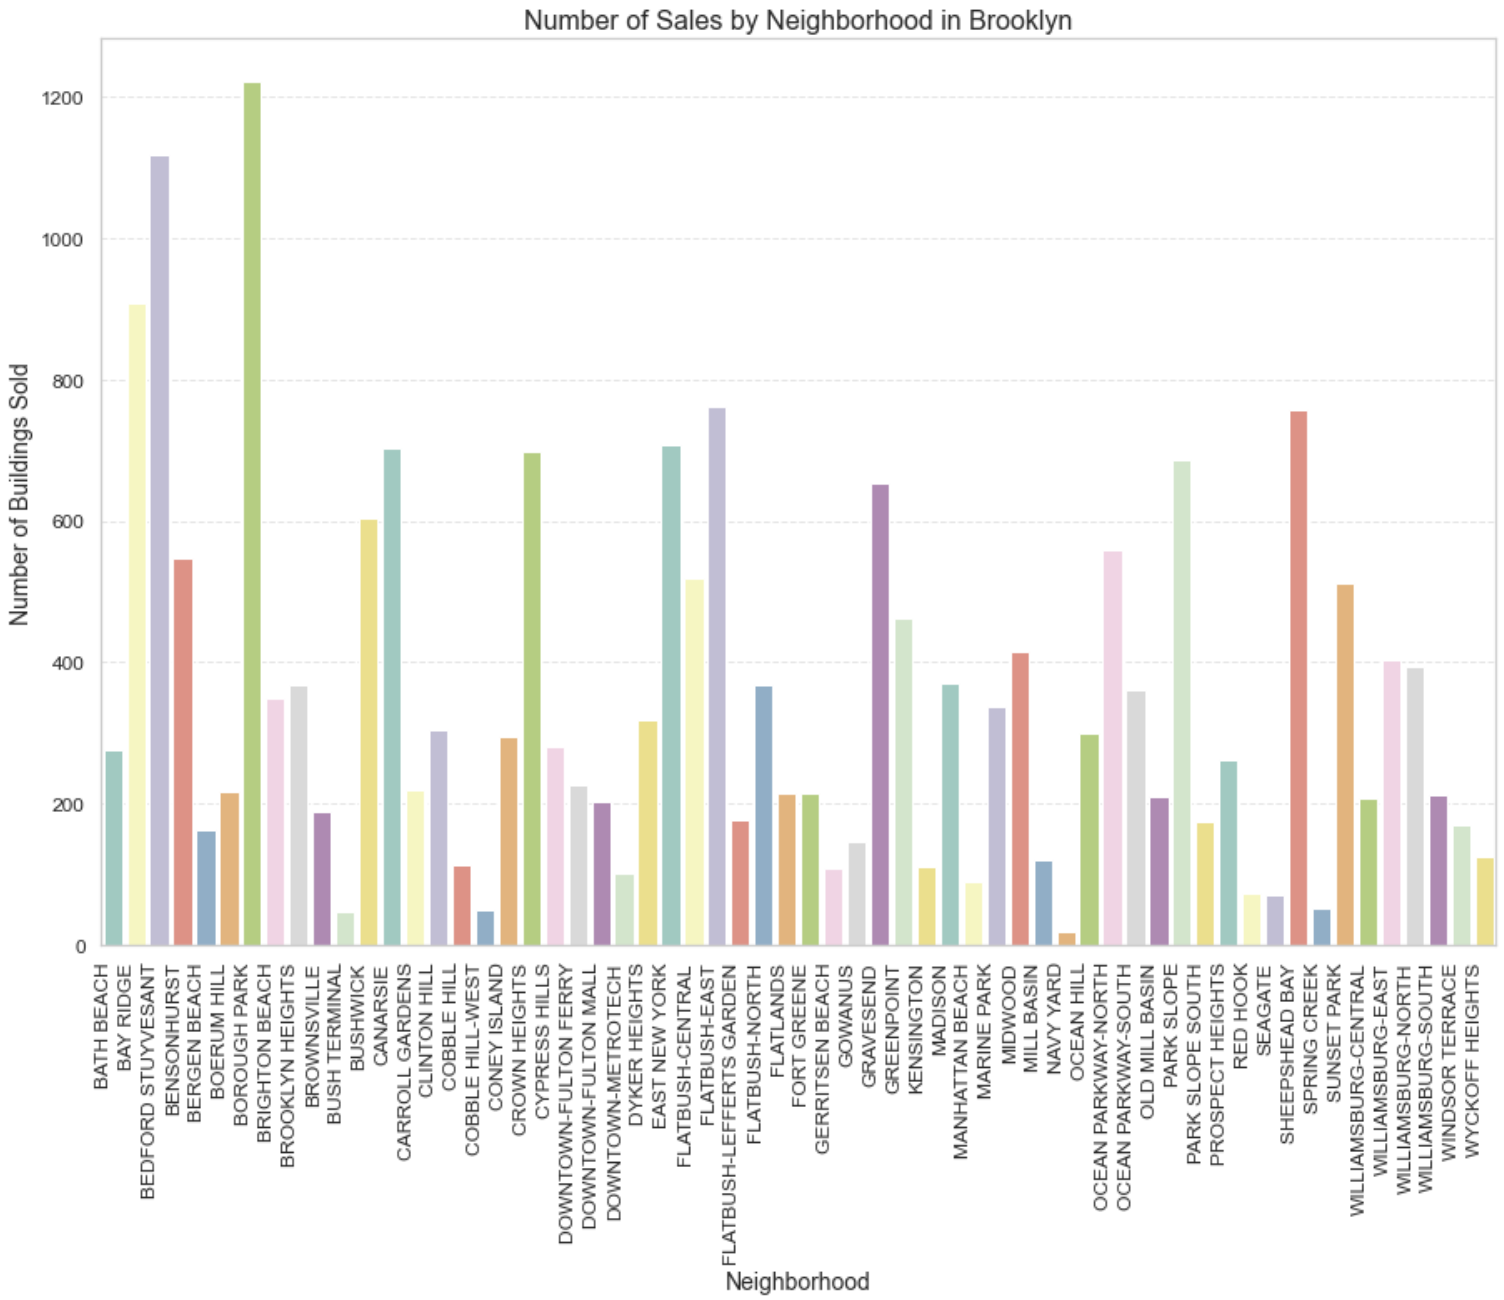 Number of Sales by Neighborhood in Brooklyn
Number of Buildings Sold
1200
1000
800
600
400
200
0
BATH BEACH
BAY RIDGE
BEDFORD STUYVESANT
BENSONHURST
BERGEN BEACH
BOERUM HILL
BOROUGH PARK
BRIGHTON BEACH
BROOKLYN HEIGHTS
BROWNSVILLE
BUSH TERMINAL
BUSHWICK
CANARSIE
CARROLL GARDENS
CLINTON HILL
COBBLE HILL
COBBLE HILL-WEST
CONEY ISLAND
CROWN HEIGHTS
CYPRESS HILLS
DOWNTOWN-FULTON FERRY
DOWNTOWN-FULTON MALL
DOWNTOWN-METROTECH
DYKER HEIGHTS
EAST NEW YORK
FLATBUSH-CENTRAL
FLATBUSH-EAST
FLATBUSH-LEFFERTS GARDEN
FLATBUSH-NORTH
FLATLANDS
FORT GREENE
GERRITSEN BEACH
GOWANUS
GRAVESEND
GREENPOINT
KENSINGTON
MADISON
MANHATTAN BEACH
MARINE PARK
MIDWOOD
MILL BASIN
NAVY YARD
OCEAN HILL
OCEAN PARKWAY-NORTH
OCEAN PARKWAY-SOUTH
OLD MILL BASIN
PARK SLOPE
PARK SLOPE SOUTH
PROSPECT HEIGHTS
RED HOOK
SEAGATE
SHEEPSHEAD BAY
SPRING CREEK
SUNSET PARK
WILLIAMSBURG-CENTRAL
WILLIAMSBURG-EAST
WILLIAMSBURG-NORTH
WILLIAMSBURG-SOUTH
WINDSOR TERRACE
WYCKOFF HEIGHTS
Neighborhood